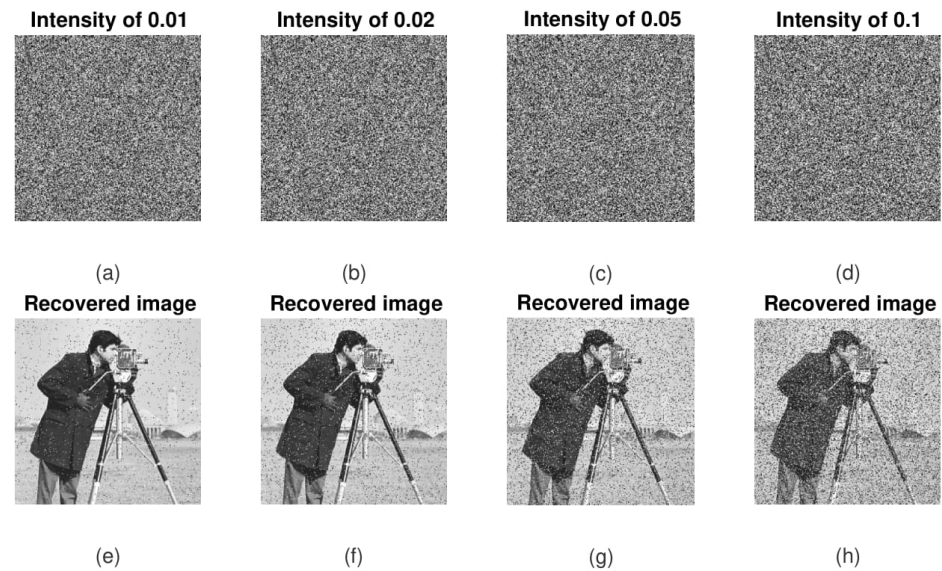 Intensity of 0.01 Intensity of 0.02 Intensity of 0.05 Intensity of 0.1
(a) (b) (c) (d)
Recovered image Recovered image Recovered image Recovered image
(e) (f) (g) (h)